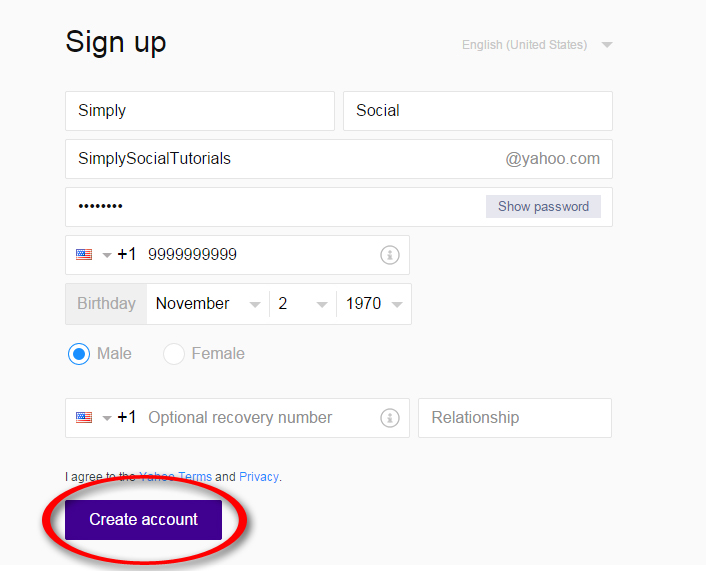 Sign up
English (United States)
Simply Social
SimplySocialTutorials @yahoo.com
•••••••• Show password
+1 9999999999
Birthday November 2 1970
Male Female
+1 Optional recovery number Relationship
I agree to the Yahoo Terms and Privacy.
Create account